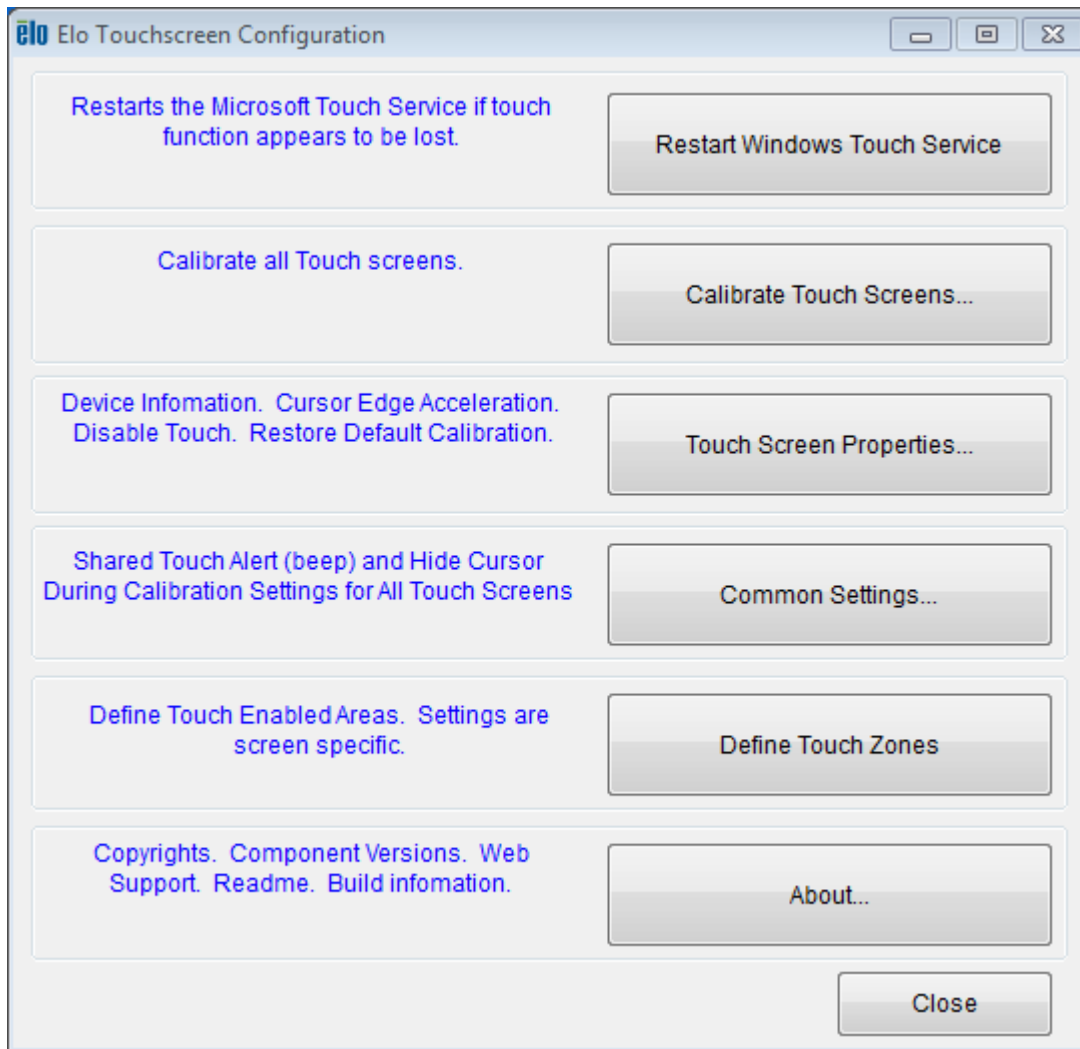 elo Elo Touchscreen Configuration
Restarts the Microsoft Touch Service if touch
function appears to be lost.
Restart Windows Touch Service
Calibrate all Touch screens.
Calibrate Touch Screens...
Device Infomation.  Cursor Edge Acceleration.
Disable Touch.  Restore Default Calibration.
Touch Screen Properties...
Shared Touch Alert (beep) and Hide Cursor
During Calibration Settings for All Touch Screens
Common Settings...
Define Touch Enabled Areas.  Settings are
screen specific.
Define Touch Zones
Copyrights.  Component Versions.  Web
Support.  Readme.  Build infomation.
About...
Close